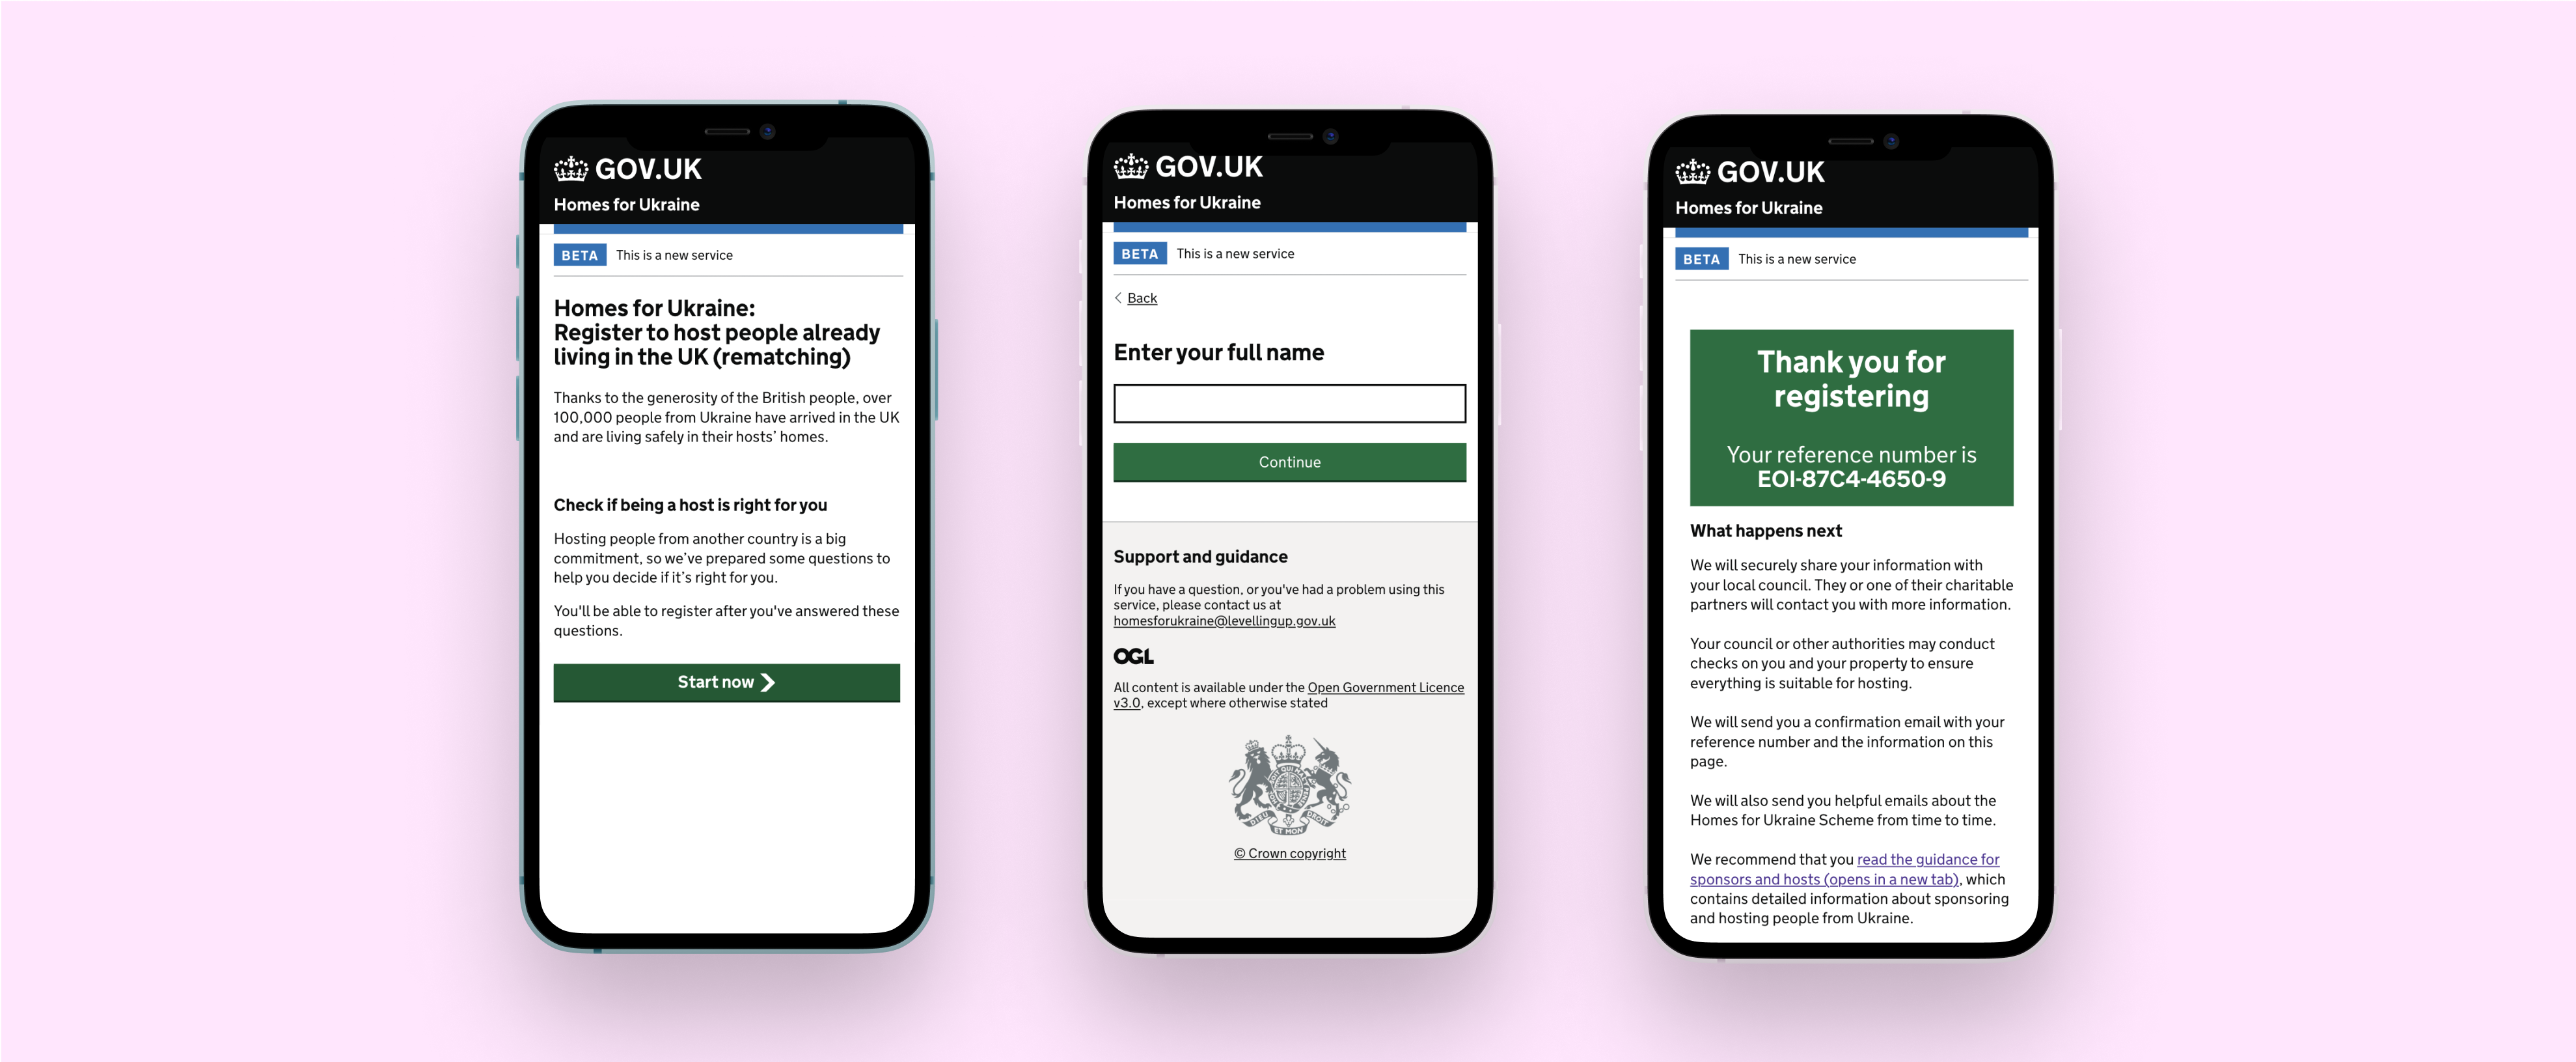 GOV.UK
Homes for Ukraine
BETA This is a new service
Homes for Ukraine:
Register to host people already
living in the UK (rematching)
Thanks to the generosity of the British people, over
100,000 people from Ukraine have arrived in the UK
and are living safely in their hosts’ homes.
Check if being a host is right for you
Hosting people from another country is a big
commitment, so we’ve prepared some questions to
help you decide if it’s right for you.
You'll be able to register after you've answered these
questions.
Start now
GOV.UK
Homes for Ukraine
BETA This is a new service
Back
Enter your full name
Continue
Support and guidance
If you have a question, or you've had a problem using this
service, please contact us at
homesforukraine@levellingup.gov.uk
OGL
All content is available under the Open Government Licence
v3.0, except where otherwise stated
DIEU ET MON DROIT
© Crown copyright
GOV.UK
Homes for Ukraine
BETA This is a new service
Thank you for
registering
Your reference number is
EOI-87C4-4650-9
What happens next
We will securely share your information with
your local council. They or one of their charitable
partners will contact you with more information.
Your council or other authorities may conduct
checks on you and your property to ensure
everything is suitable for hosting.
We will send you a confirmation email with your
reference number and the information on this
page.
We will also send you helpful emails about the
Homes for Ukraine Scheme from time to time.
We recommend that you read the guidance for
sponsors and hosts (opens in a new tab), which
contains detailed information about sponsoring
and hosting people from Ukraine.